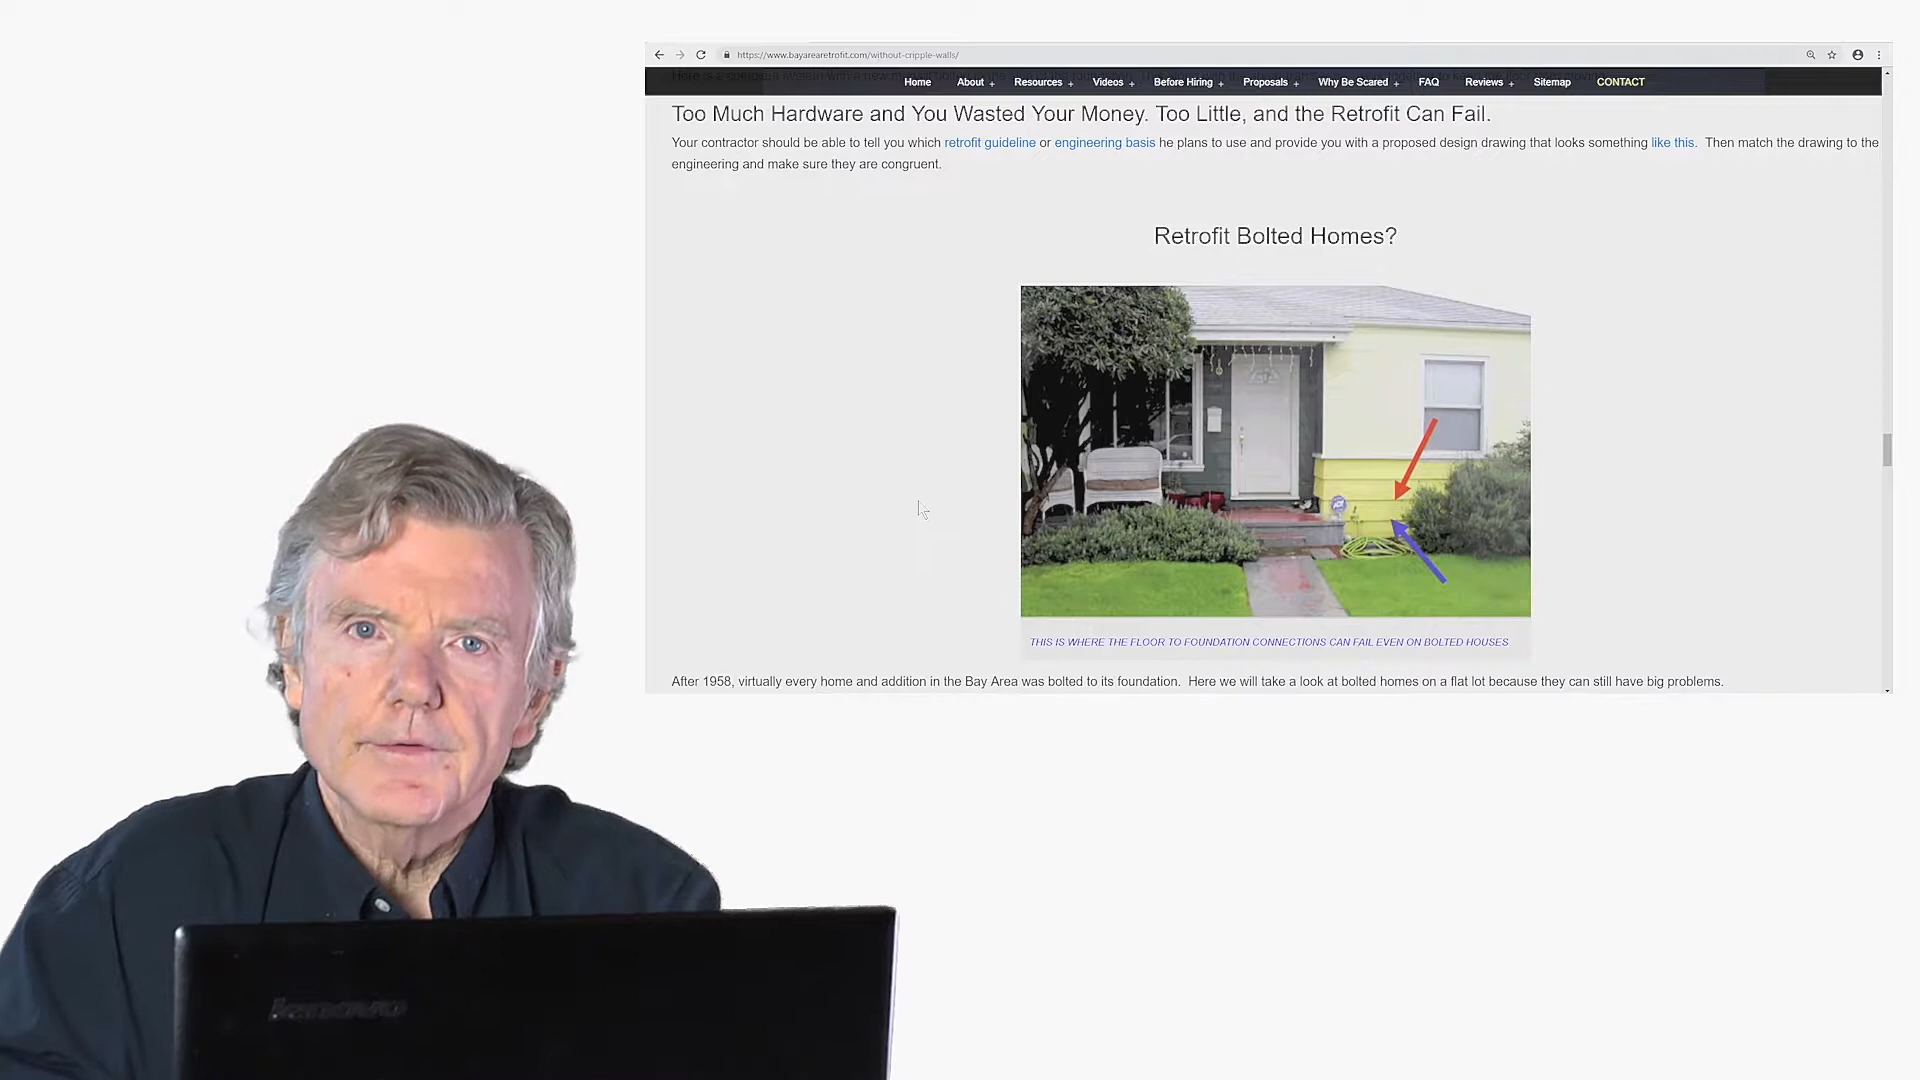 https://www.bayarearetrofit.com/without-cripple-walls/
Home About + Resources + Videos + Before Hiring + Proposals + Why Be Scared + FAQ Reviews + Sitemap CONTACT
Too Much Hardware and You Wasted Your Money. Too Little, and the Retrofit Can Fail.
Your contractor should be able to tell you which retrofit guideline or engineering basis he plans to use and provide you with a proposed design drawing that looks something like this. Then match the drawing to the
engineering and make sure they are congruent.
Retrofit Bolted Homes?
ADT
THIS IS WHERE THE FLOOR TO FOUNDATION CONNECTIONS CAN FAIL EVEN ON BOLTED HOUSES
After 1958, virtually every home and addition in the Bay Area was bolted to its foundation. Here we will take a look at bolted homes on a flat lot because they can still have big problems.
lenovo